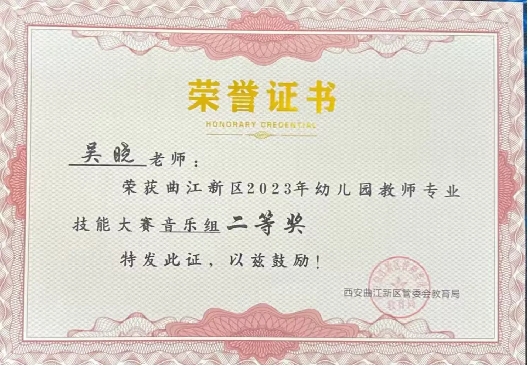 荣誉证书
HONORARY CREDENTIAL
吴晓老师：
荣获曲江新区2023年幼儿园教师专业
技能大赛音乐组二等奖
特发此证，以兹鼓励！
西安曲江新区管委会教育局